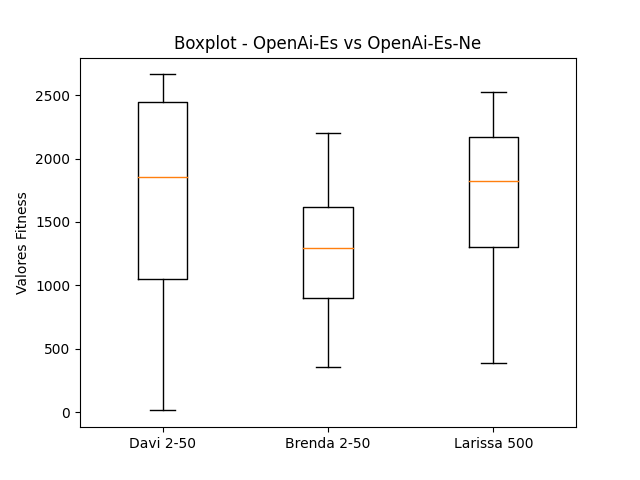 Boxplot - OpenAi-Es vs OpenAi-Es-Ne
Valores Fitness
2500
2000
1500
1000
500
0
Davi 2-50
Brenda 2-50
Larissa 500